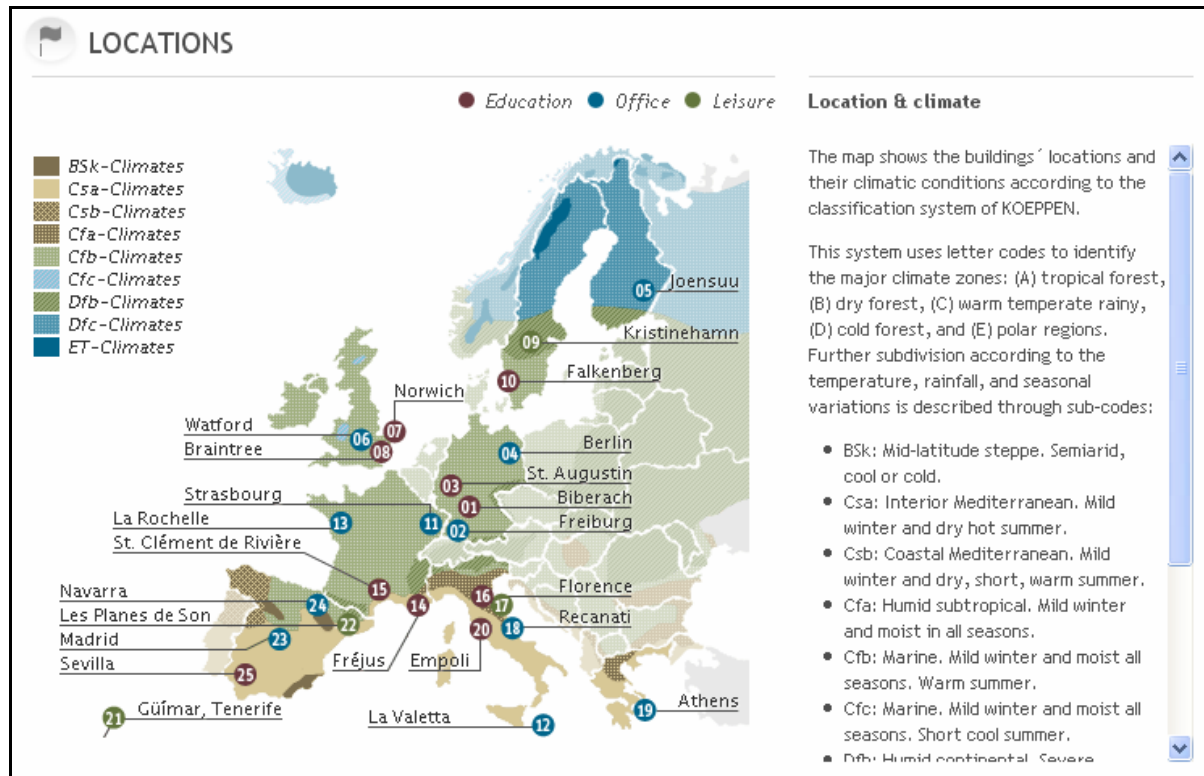 LOCATIONS
Education Office Leisure
BSk-Climates
Csa-Climates
Csb-Climates
Cfa-Climates
Cfb-Climates
Cfc-Climates
Dfb-Climates
Dfc-Climates
ET-Climates
05 Joensuu
Kristinehamn
09
10 Falkenberg
Norwich
Watford
06 07
Braintree
08
Berlin
04
St. Augustin
03
Strasbourg
Biberach
01
La Rochelle
13 11 02
Freiburg
St. Clément de Rivière
Navarra
15 14 16 Florence
24 17
Les Planes de Son
22 20 18 Recanati
Madrid
23
Sevilla
25
Fréjus Empoli
21 Güímar, Tenerife
La Valetta 12
19 Athens
Location & climate
The map shows the buildings´ locations and
their climatic conditions according to the
classification system of KOEPPEN.
This system uses letter codes to identify
the major climate zones: (A) tropical forest,
(B) dry forest, (C) warm temperate rainy,
(D) cold forest, and (E) polar regions.
Further subdivision according to the
temperature, rainfall, and seasonal
variations is described through sub-codes:
• BSk: Mid-latitude steppe. Semiarid,
cool or cold.
• Csa: Interior Mediterranean. Mild
winter and dry hot summer.
• Csb: Coastal Mediterranean. Mild
winter and dry, short, warm summer.
• Cfa: Humid subtropical. Mild winter
and moist in all seasons.
• Cfb: Marine. Mild winter and moist all
seasons. Warm summer.
• Cfc: Marine. Mild winter and moist all
seasons. Short cool summer.
• Dfb: Humid continental. Severe